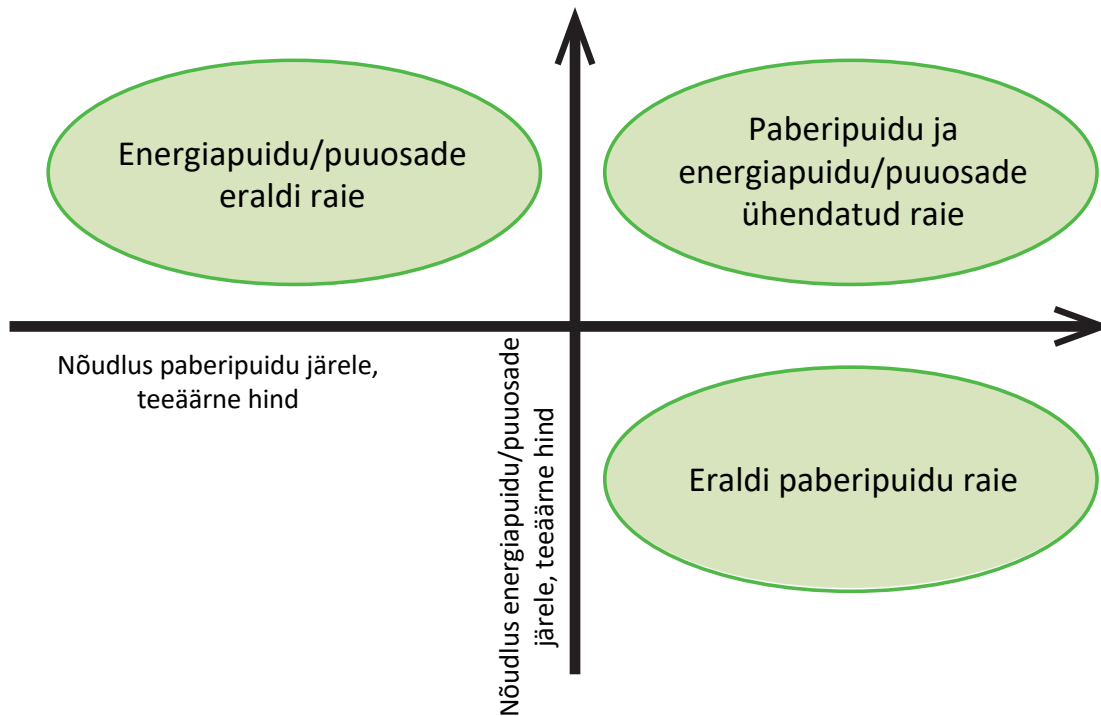 Energiapuidu/puuosade
eraldi raie
Paberipuidu ja
energiapuidu/puuosade
ühendatud raie
Nõudlus paberipuidu järele,
teeäärne hind
Nõudlus energiapuidu/puuosade
järele, teeäärne hind
Eraldi paberipuidu raie